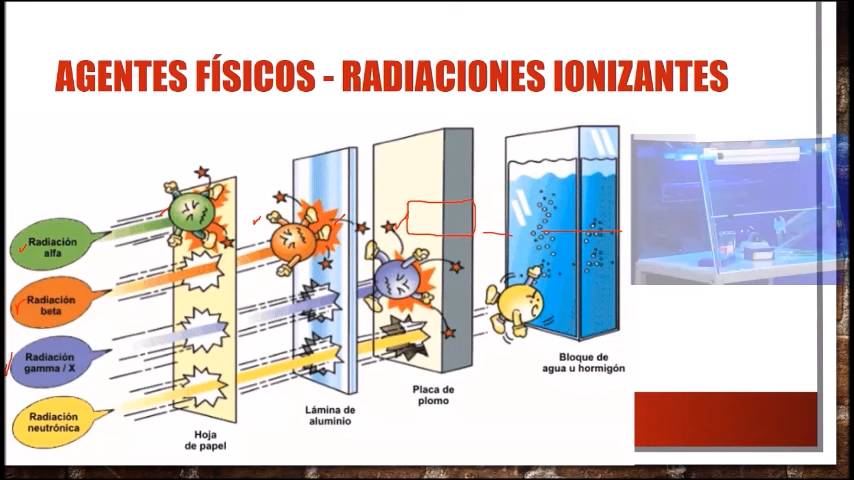 AGENTES FÍSICOS - RADIACIONES IONIZANTES
Radiación
alfa
Radiación
beta
Radiación
gamma / X
Radiación
neutrónica
Hoja
de papel
Lámina de
aluminio
Placa de
plomo
Bloque de
agua u hormigón